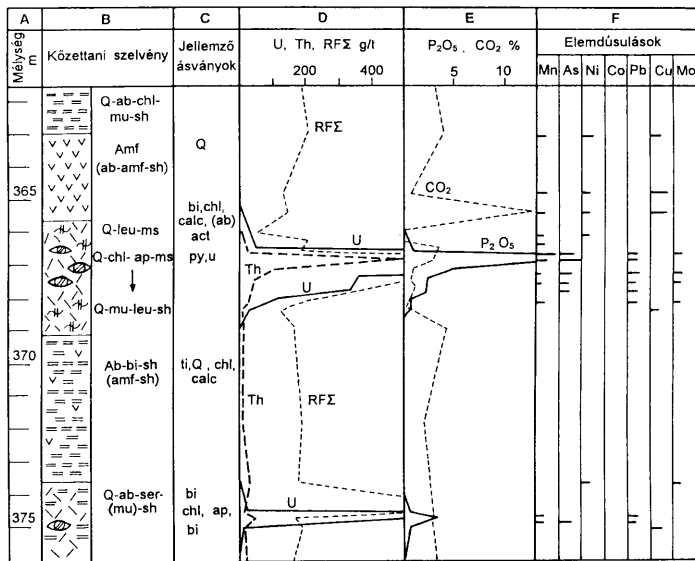 A B C D E F
Mélység m
Kőzettani szelvény
Jellemző ásványok
U, Th, RFΣ g/t
200 400
P₂O₅ , CO₂ %
5 10
Elemdúsulások
Mn As Ni Co Pb Cu Mo
Q-ab-chl-
mu-sh
Amf
(ab-amf-sh)
Q
RFΣ
365
CO₂
bi,chl,
calc, (ab)
act
py,u
Q-leu-ms
Q-chl- ap-ms
U
P₂O₅
Th
U
Q-mu-leu-sh
370
Ab-bi-sh
(amf-sh)
ti,Q , chl,
calc
Th
RFΣ
Q-ab-ser-
(mu)-sh
bi
chl, ap,
bi
U
375